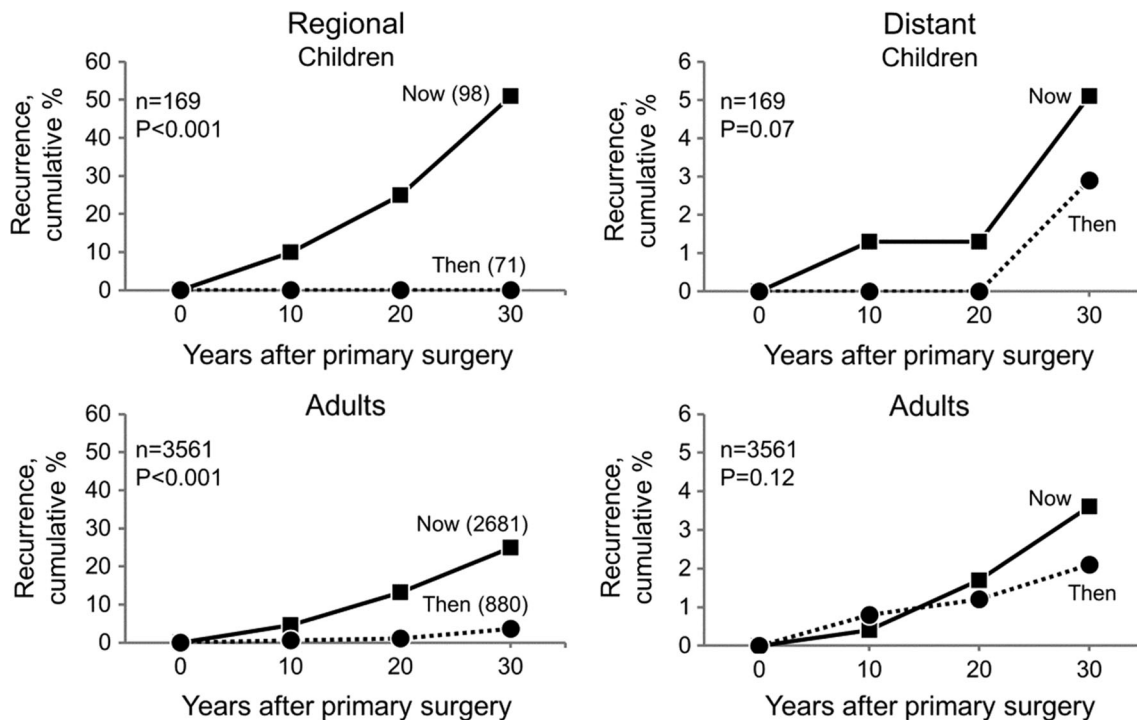 Regional
Children
Recurrence,
cumulative %
60
50
40
30
20
10
0
n=169
P<0.001
Now (98)
Then (71)
0 10 20 30
Years after primary surgery
Distant
Children
Recurrence,
cumulative %
6
5
4
3
2
1
0
n=169
P=0.07
Now
Then
0 10 20 30
Years after primary surgery
Adults
Recurrence,
cumulative %
60
50
40
30
20
10
0
n=3561
P<0.001
Now (2681)
Then (880)
0 10 20 30
Years after primary surgery
Adults
Recurrence,
cumulative %
6
5
4
3
2
1
0
n=3561
P=0.12
Now
Then
0 10 20 30
Years after primary surgery